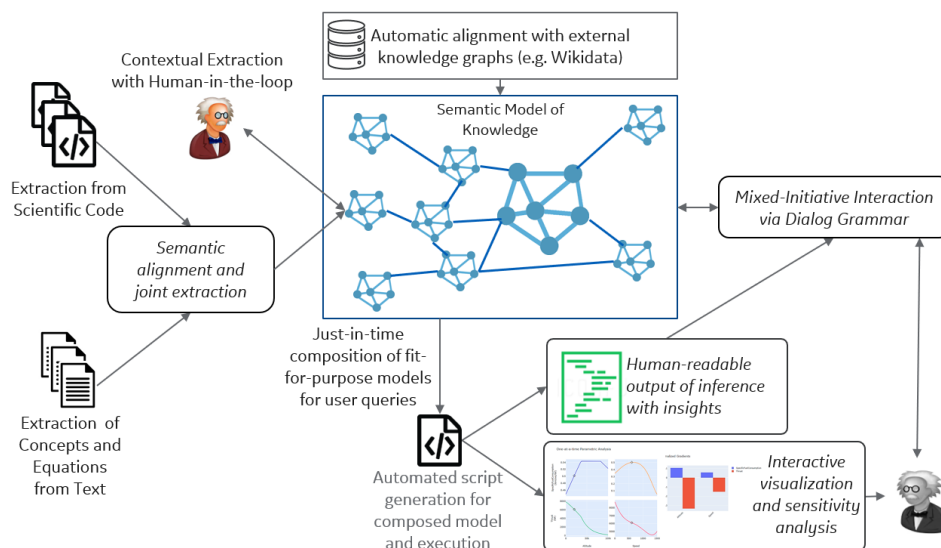 Automatic alignment with external
knowledge graphs (e.g. Wikidata)
Contextual Extraction
with Human-in-the-loop
Semantic Model of
Knowledge
Extraction from
Scientific Code
Mixed-Initiative Interaction
via Dialog Grammar
Semantic
alignment and
joint extraction
Just-in-time
composition of fit-
for-purpose models
for user queries
Human-readable
output of inference
with insights
Extraction of
Concepts and
Equations
from Text
Automated script
generation for
composed model
and execution
Interactive
visualization
and sensitivity
analysis